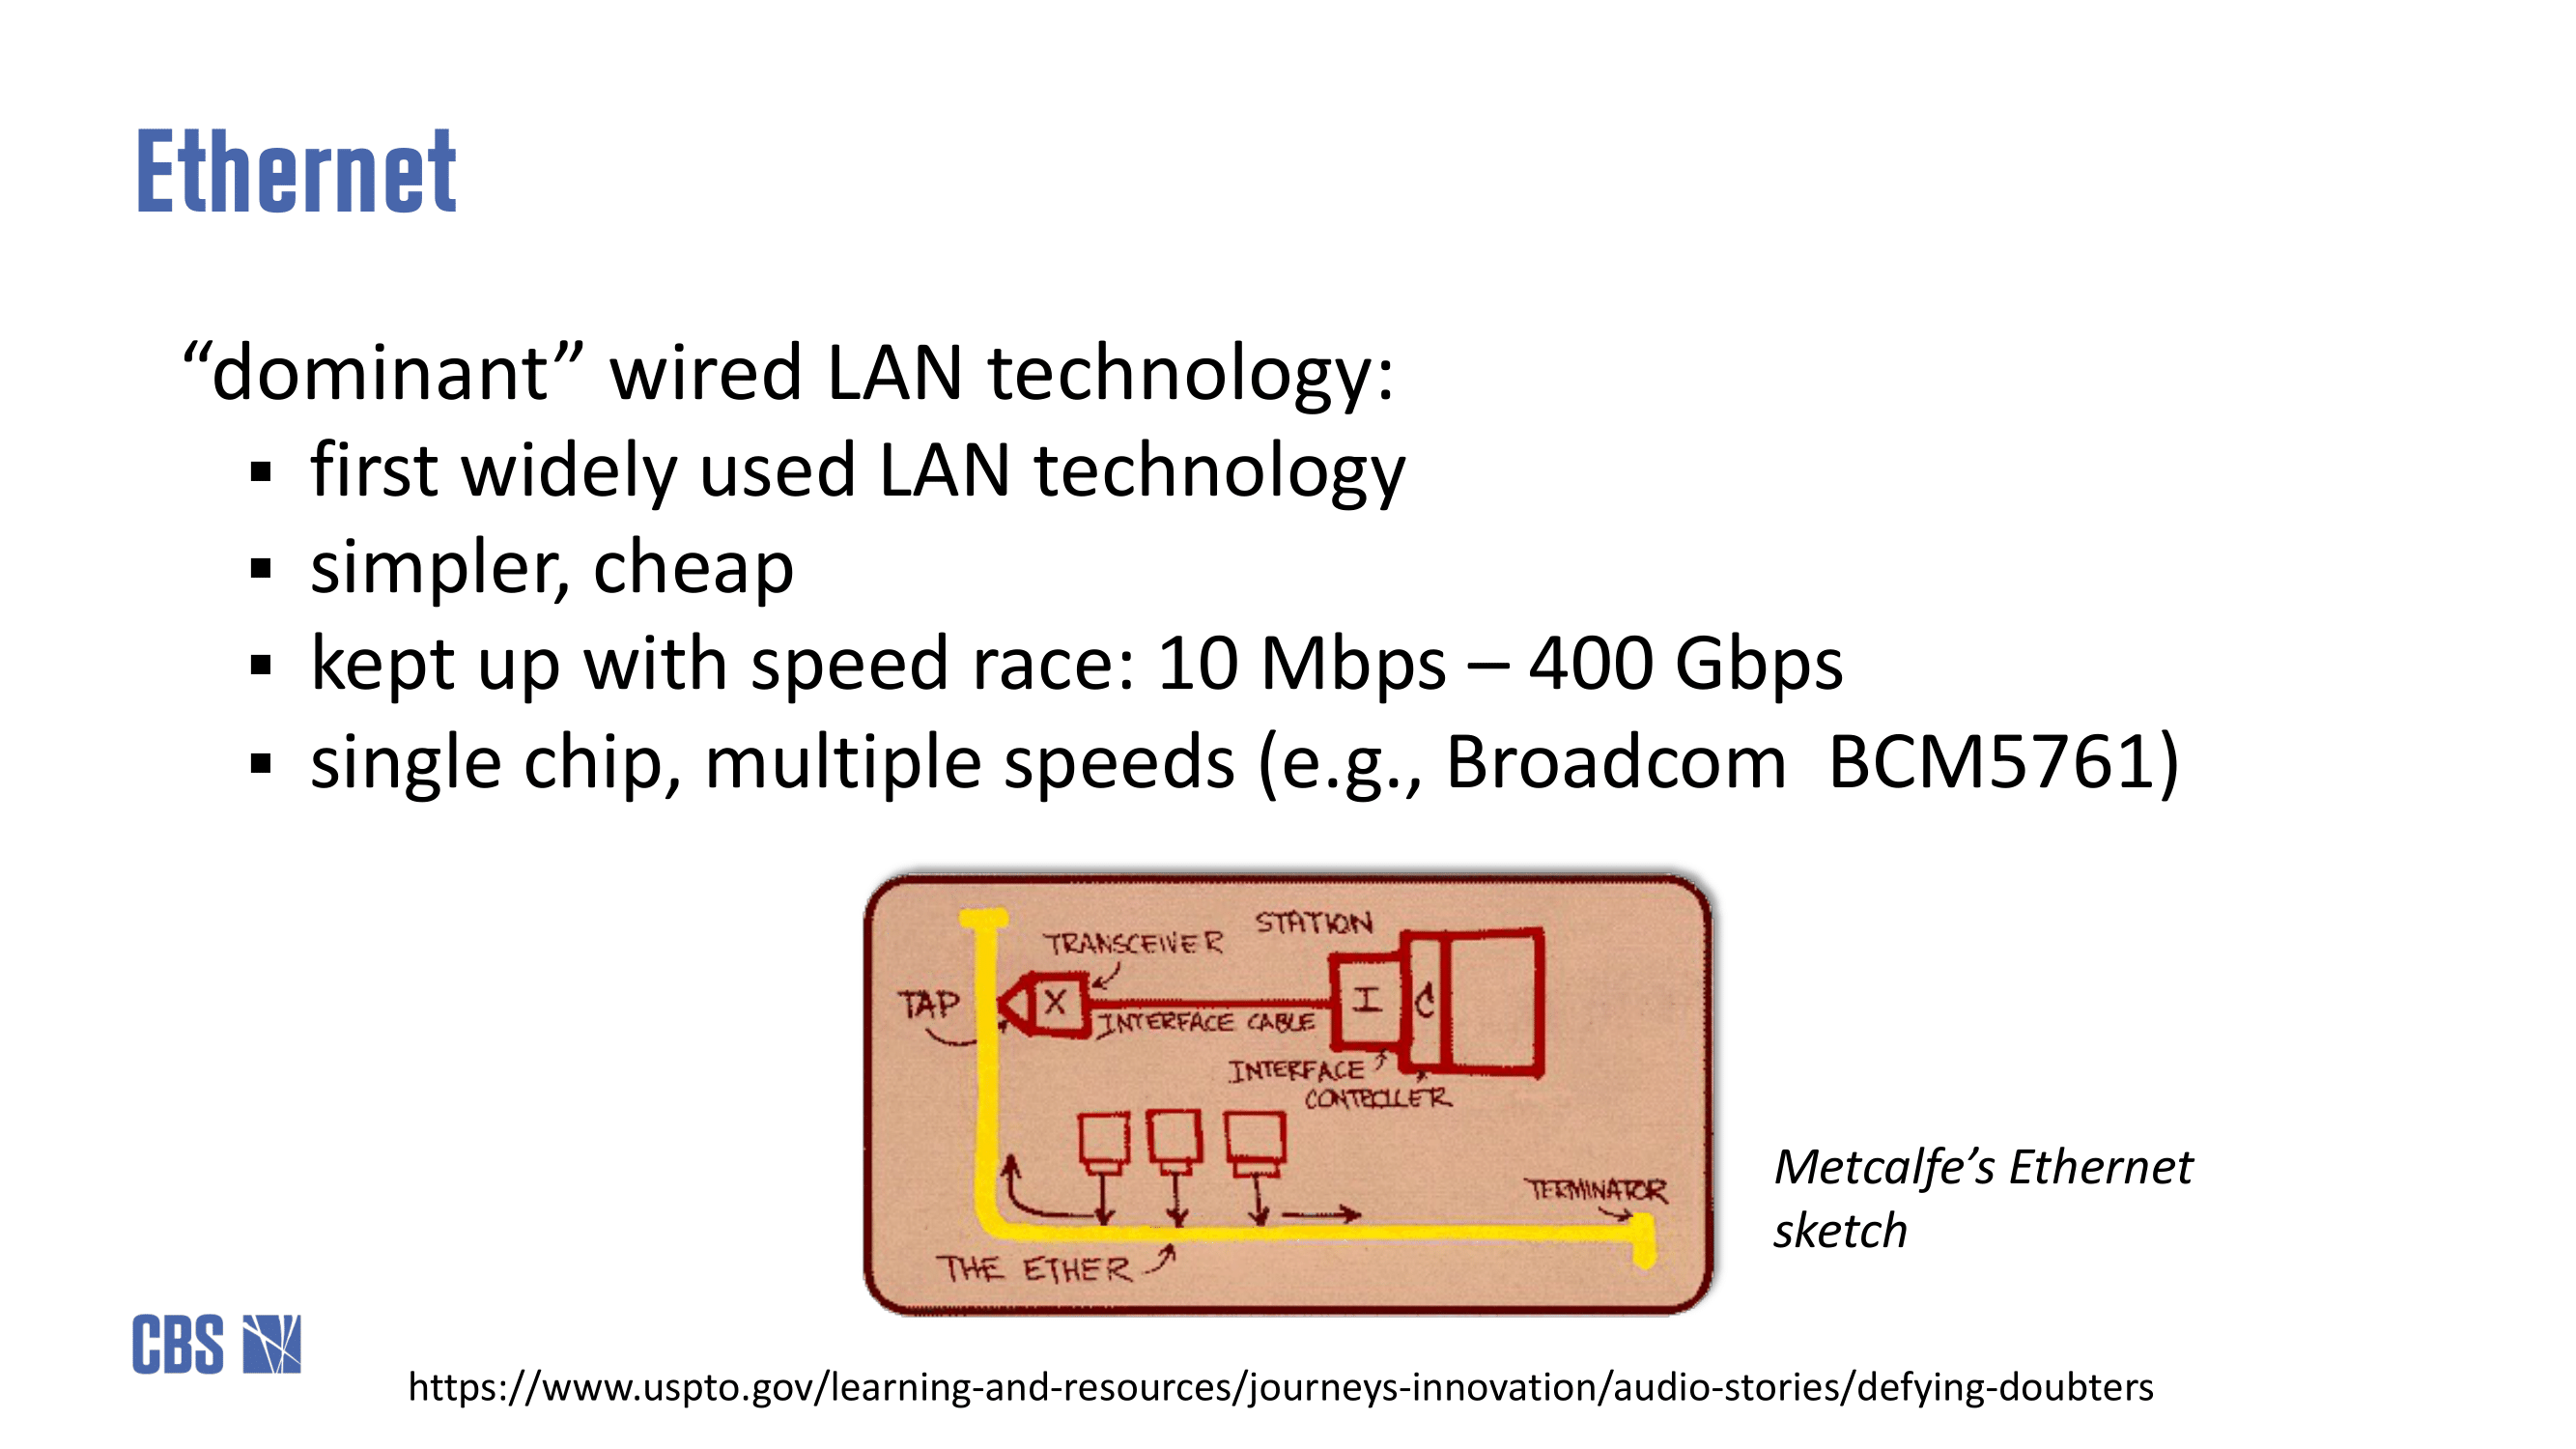 Ethernet
“dominant” wired LAN technology:
▪ first widely used LAN technology
▪ simpler, cheap
▪ kept up with speed race: 10 Mbps – 400 Gbps
▪ single chip, multiple speeds (e.g., Broadcom  BCM5761)
STATION
TRANSCEIVER
TAP
X
I
C
INTERFACE CABLE
INTERFACE
CONTROLLER
TERMINATOR
THE ETHER
Metcalfe’s Ethernet
sketch
CBS
https://www.uspto.gov/learning-and-resources/journeys-innovation/audio-stories/defying-doubters